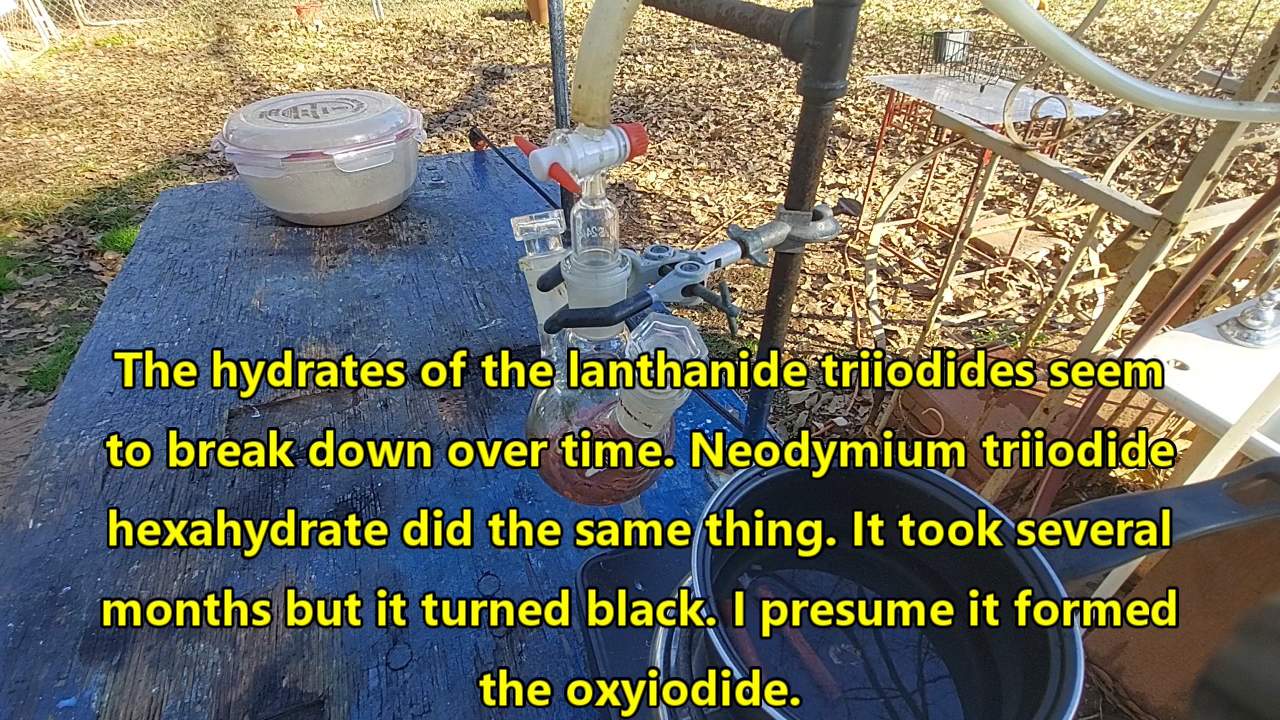 The hydrates of the lanthanide triiodides seem
to break down over time. Neodymium triiodide
hexahydrate did the same thing. It took several
months but it turned black. I presume it formed
the oxyiodide.